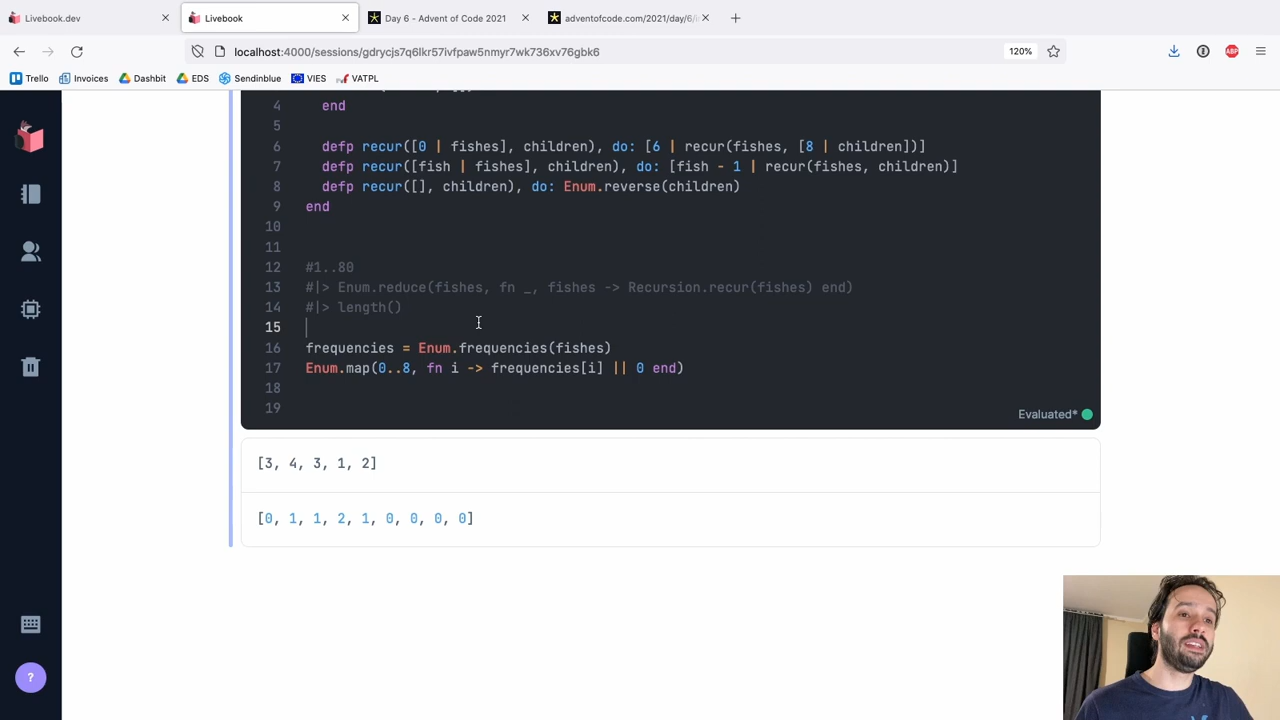 Livebook.dev
Livebook
Day 6 - Advent of Code 2021
adventofcode.com/2021/day/6/i
localhost:4000/sessions/gdrycjs7q6lkr57ivfpaw5nmyr7wk736xv76gbk6
120%
ABP
Trello
Invoices
Dashbit
EDS
Sendinblue
VIES
VATPL
4 end
5
6 defp recur([0 | fishes], children), do: [6 | recur(fishes, [8 | children])]
7 defp recur([fish | fishes], children), do: [fish - 1 | recur(fishes, children)]
8 defp recur([], children), do: Enum.reverse(children)
9 end
10
11
12 #1..80
13 #|> Enum.reduce(fishes, fn _, fishes -> Recursion.recur(fishes) end)
14 #|> length()
15
16 frequencies = Enum.frequencies(fishes)
17 Enum.map(0..8, fn i -> frequencies[i] || 0 end)
18
19
Evaluated*
[3, 4, 3, 1, 2]
[0, 1, 1, 2, 1, 0, 0, 0, 0]
?